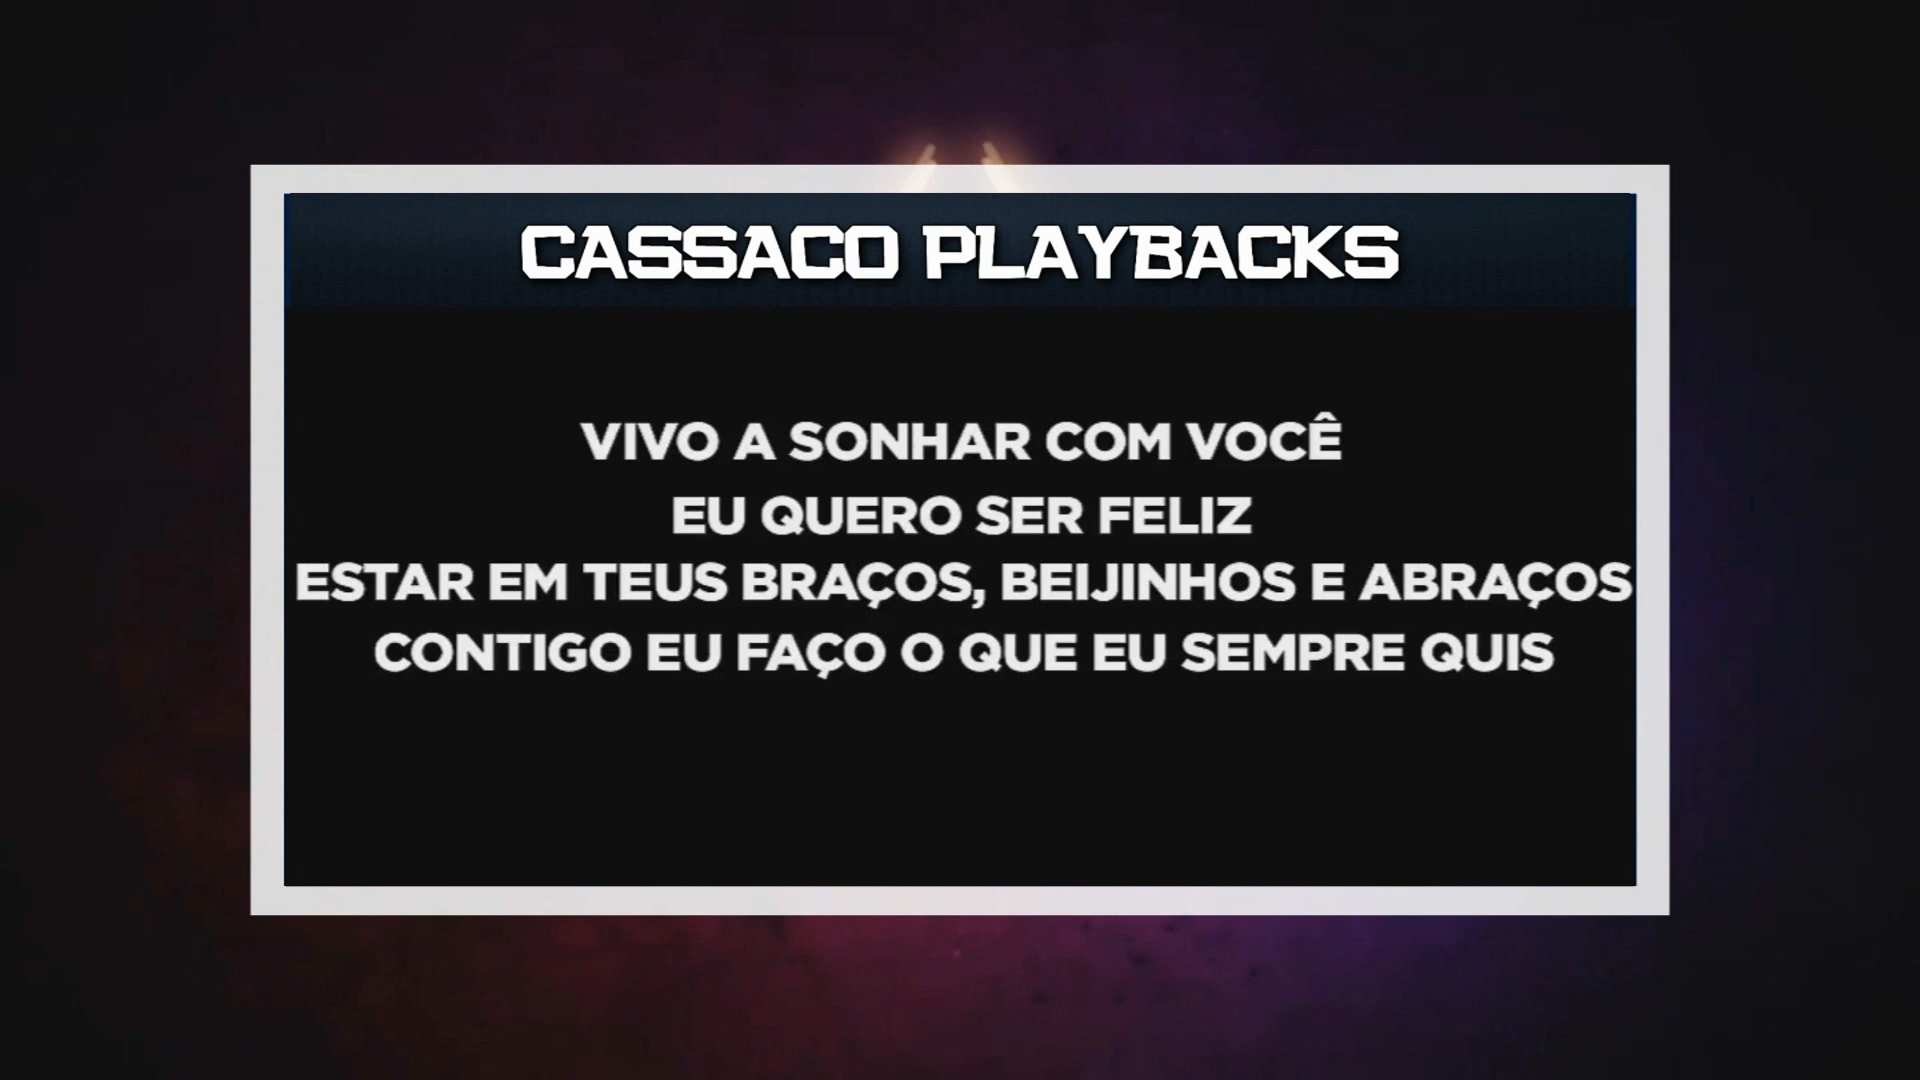 CASSACO PLAYBACKS
VIVO A SONHAR COM VOCÊ
EU QUERO SER FELIZ
ESTAR EM TEUS BRAÇOS, BEIJINHOS E ABRAÇOS
CONTIGO EU FAÇO O QUE EU SEMPRE QUIS